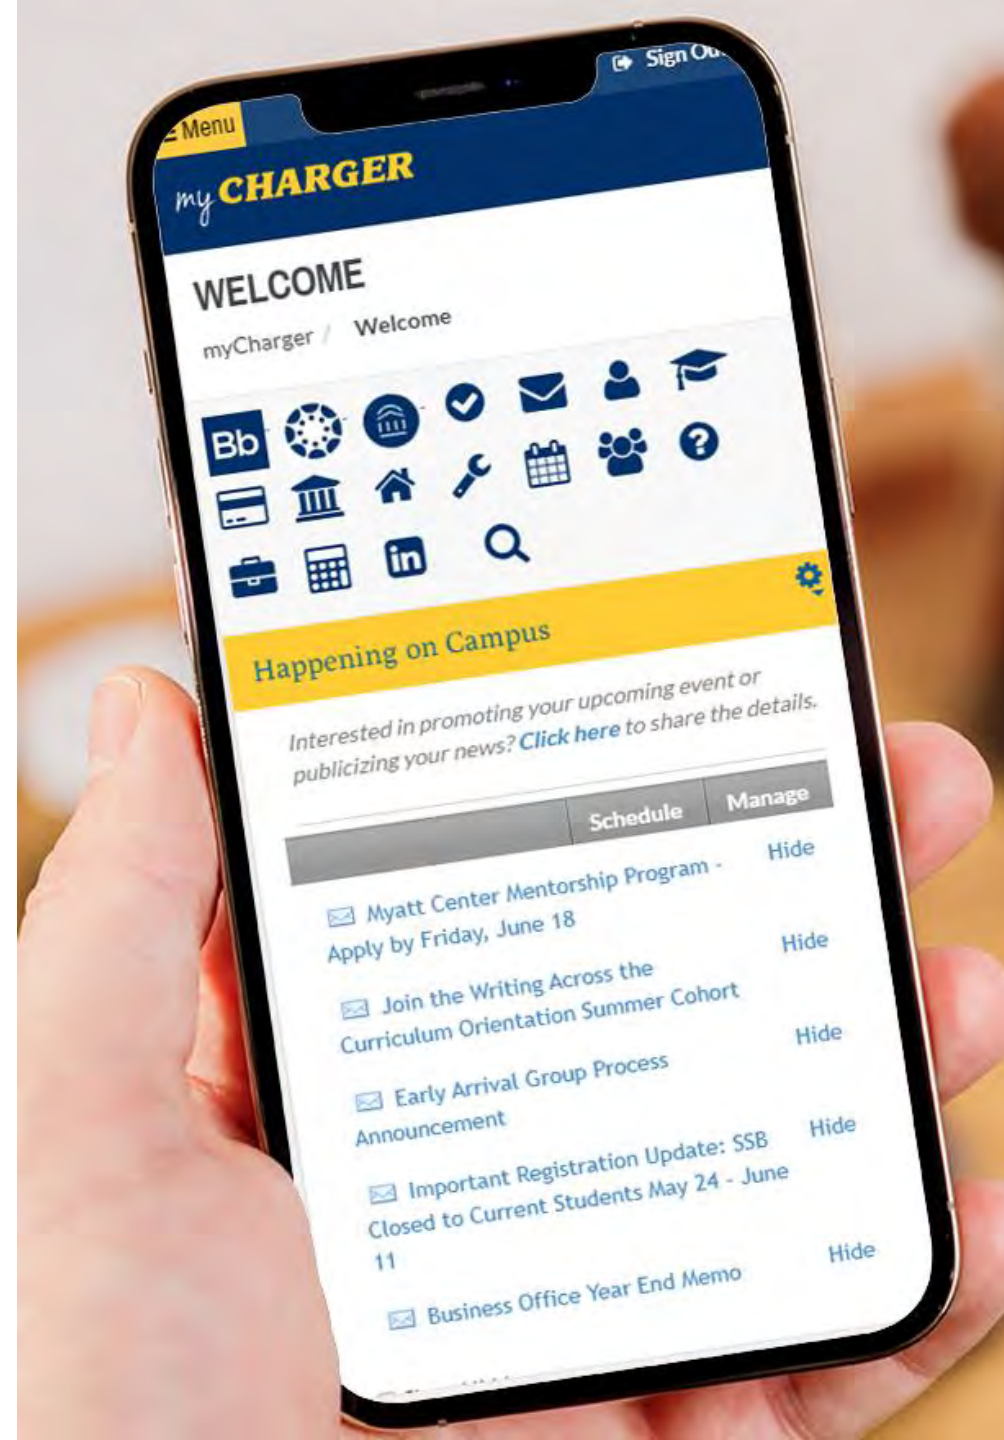 Sign Out
Menu
my CHARGER
WELCOME
myCharger / Welcome
Bb
in
Happening on Campus
Interested in promoting your upcoming event or
publicizing your news? Click here to share the details.
Schedule Manage
Myatt Center Mentorship Program - Hide
Apply by Friday, June 18
Join the Writing Across the Hide
Curriculum Orientation Summer Cohort
Early Arrival Group Process Hide
Announcement
Important Registration Update: SSB Hide
Closed to Current Students May 24 - June
11
Business Office Year End Memo Hide